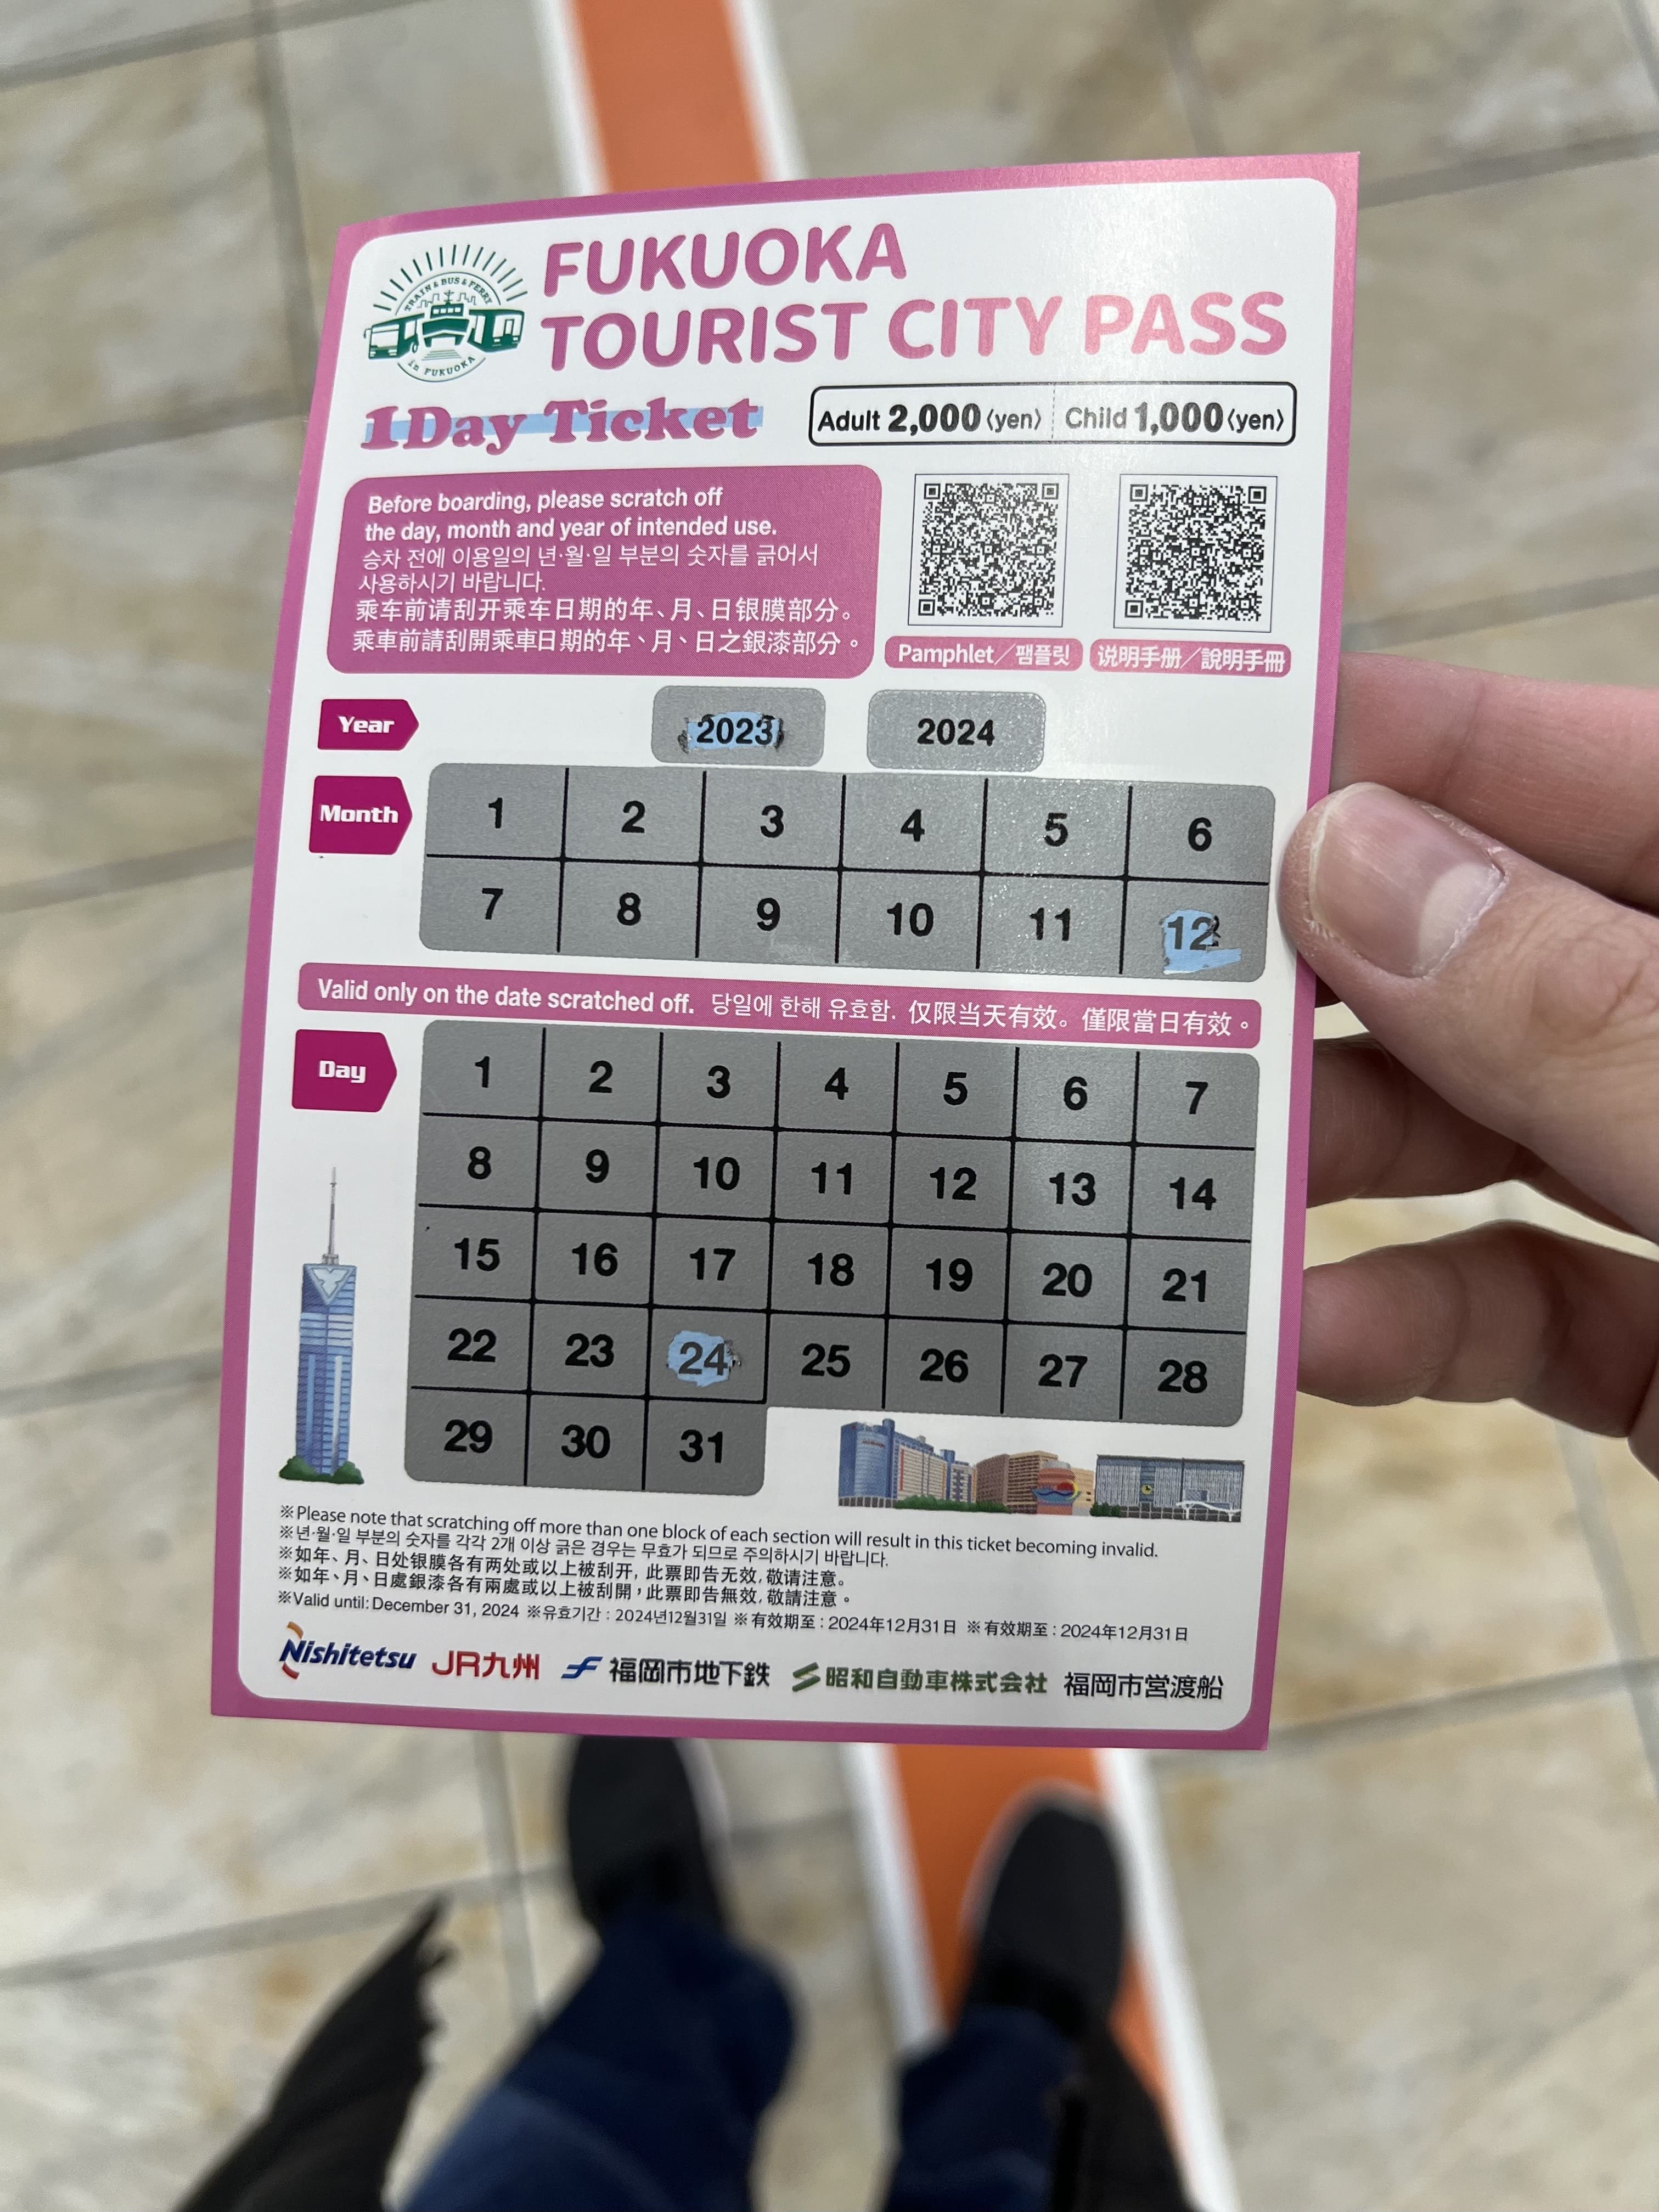 TRAIN & BUS & FERRY
in FUKUOKA
FUKUOKA
TOURIST CITY PASS
1Day Ticket
Adult 2,000 (yen) Child 1,000 (yen)
Before boarding, please scratch off
the day, month and year of intended use.
승차 전에 이용일의 년·월·일 부분의 숫자를 긁어서
사용하시기 바랍니다.
乘车前请刮开乘车日期的年、月、日银膜部分。
乘車前請刮開乘車日期的年、月、日之銀漆部分。
Pamphlet／팸플릿 说明手册／說明手冊
Year 2023 2024
Month 1 2 3 4 5 6
7 8 9 10 11 12
Valid only on the date scratched off. 당일에 한해 유효함. 仅限当天有效。僅限當日有效。
Day 1 2 3 4 5 6 7
8 9 10 11 12 13 14
15 16 17 18 19 20 21
22 23 24 25 26 27 28
29 30 31
※Please note that scratching off more than one block of each section will result in this ticket becoming invalid.
※년·월·일 부분의 숫자를 각각 2개 이상 긁은 경우는 무효가 되므로 주의하시기 바랍니다.
※如年、月、日处银膜各有两处或以上被刮开, 此票即告无效, 敬请注意。
※如年、月、日處銀漆各有兩處或以上被刮開，此票即告無效, 敬請注意。
※Valid until: December 31, 2024 ※유효기간 : 2024년12월31일 ※有效期至 : 2024年12月31日 ※有效期至 : 2024年12月31日
Nishitetsu JR九州 福岡市地下鉄 昭和自動車株式会社 福岡市営渡船